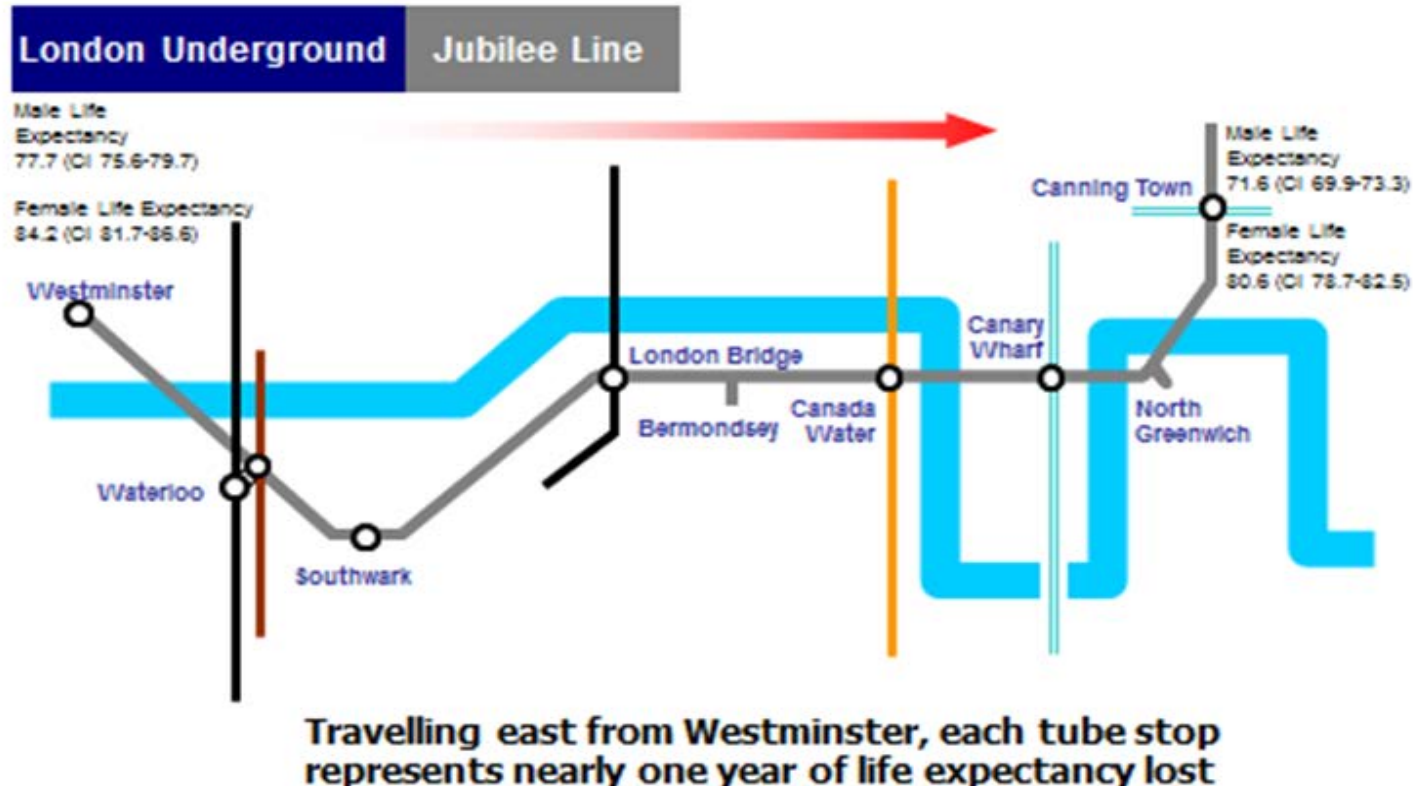 London Underground
Jubilee Line
Male Life
Expectancy
77.7 (CI 75.6-79.7)
Female Life Expectancy
84.2 (CI 81.7-86.6)
Westminster
Waterloo
Southwark
London Bridge
Bermondsey
Canada
Water
Canary
Wharf
North
Greenwich
Canning Town
Male Life
Expectancy
71.6 (CI 69.9-73.3)
Female Life
Expectancy
80.6 (CI 78.7-82.5)
Travelling east from Westminster, each tube stop
represents nearly one year of life expectancy lost